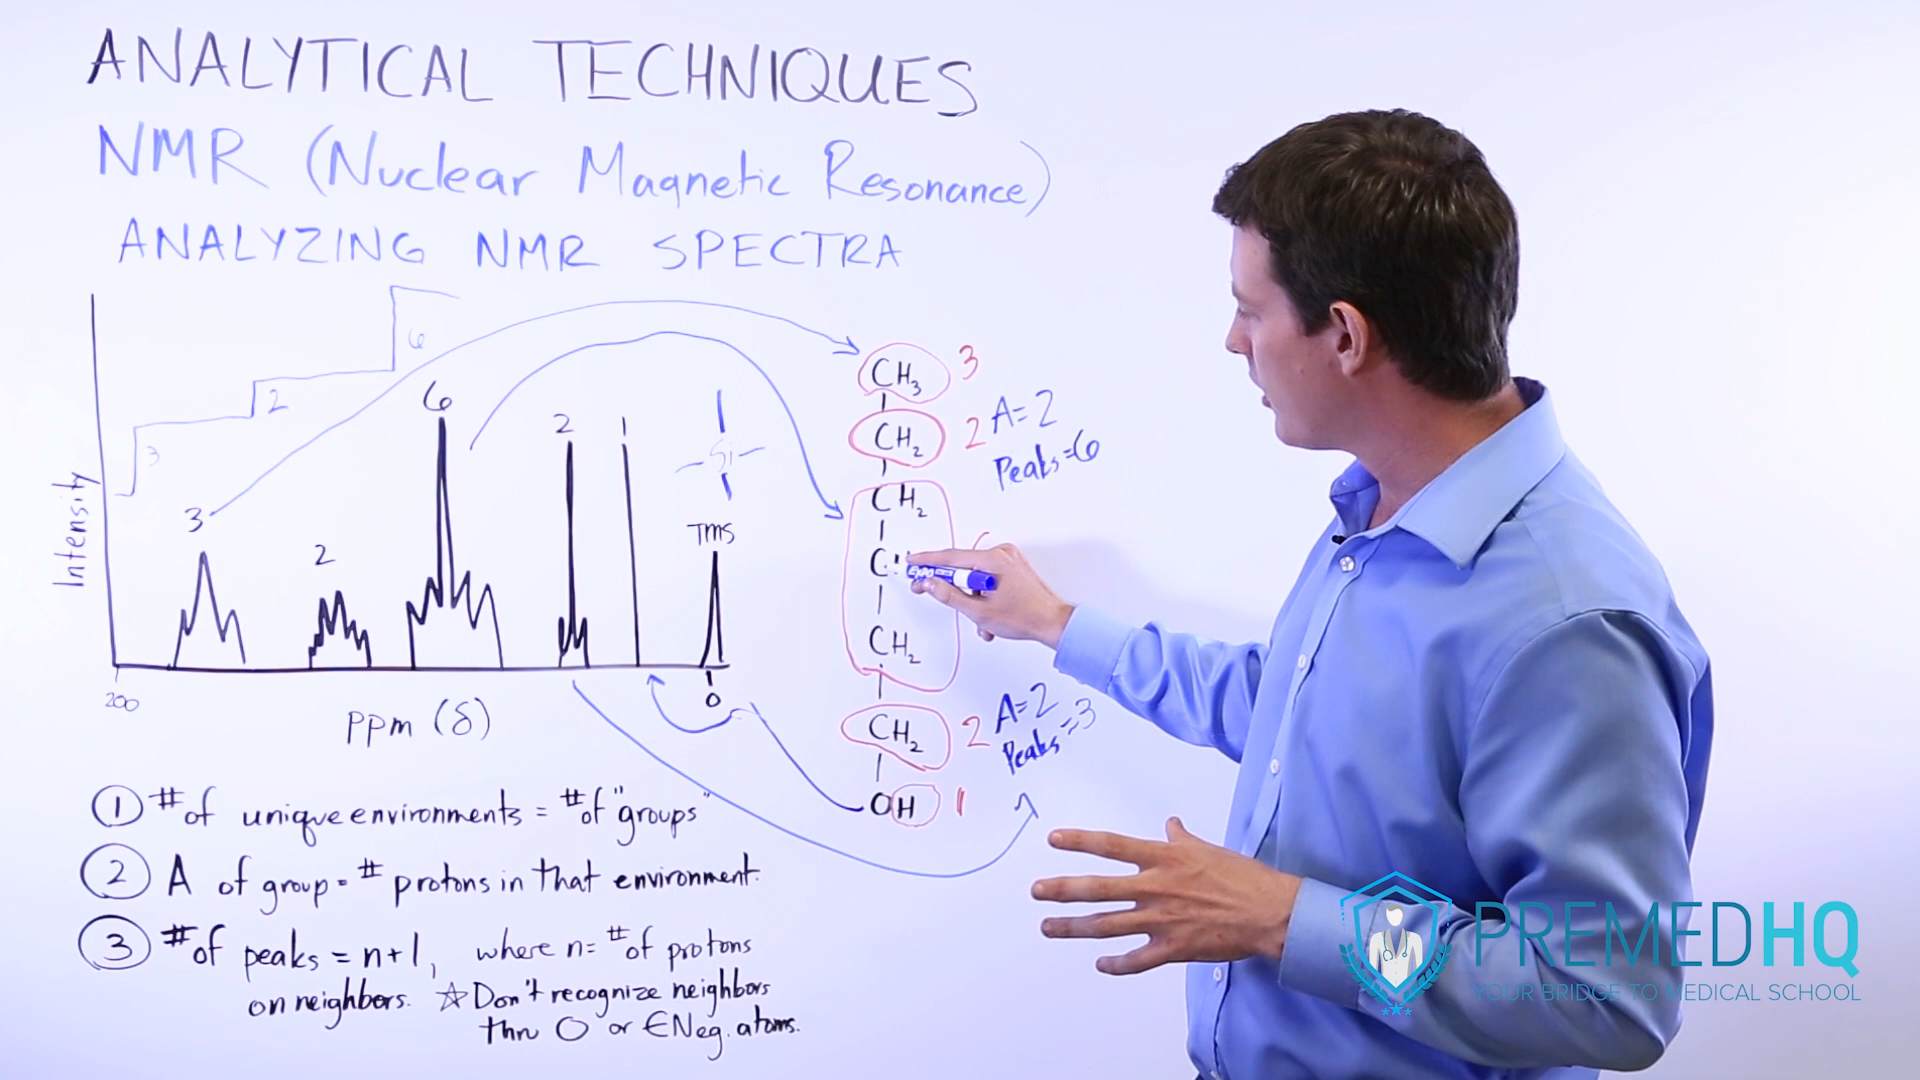 ANALYTICAL TECHNIQUES
NMR (Nuclear Magnetic Resonance)
ANALYZING NMR SPECTRA
6
2
3
Intensity
3
2
6
2
1
Si
TMS
200
0
ppm (δ)
CH₃ 3
CH₂ 2 A=2
Peaks=6
CH₂
C
CH₂
CH₂ 2 A=2
Peaks=3
OH 1
① # of unique environments = # of "groups"
② A of group = # protons in that environment.
③ # of peaks = n+1, where n = # of protons
on neighbors. ☆ Don't recognize neighbors
thru O or ENeg. atoms.
PREMEDHQ
YOUR BRIDGE TO MEDICAL SCHOOL